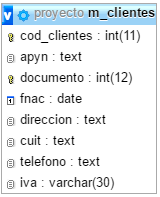 v proyecto m_clientes
cod_clientes : int(11)
apyn : text
documento : int(12)
fnac : date
direccion : text
cuit : text
telefono : text
iva : varchar(30)